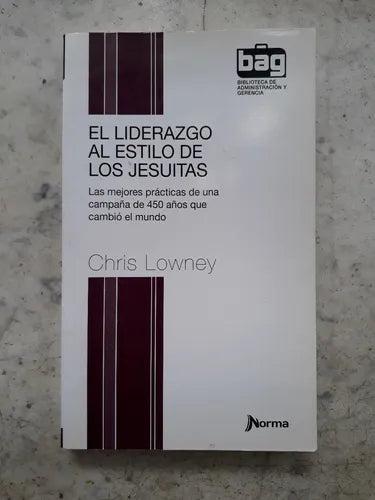 bag
BIBLIOTECA DE
ADMINISTRACIÓN Y
GERENCIA
EL LIDERAZGO
AL ESTILO DE
LOS JESUITAS
Las mejores prácticas de una
campaña de 450 años que
cambió el mundo
Chris Lowney
Norma